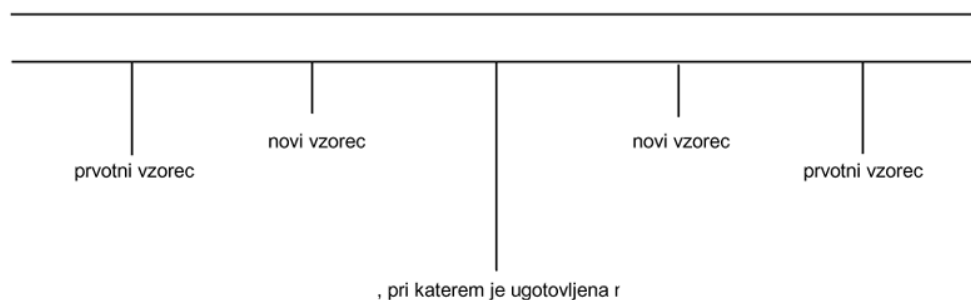 novi vzorec
novi vzorec
prvotni vzorec
prvotni vzorec
, pri katerem je ugotovljena